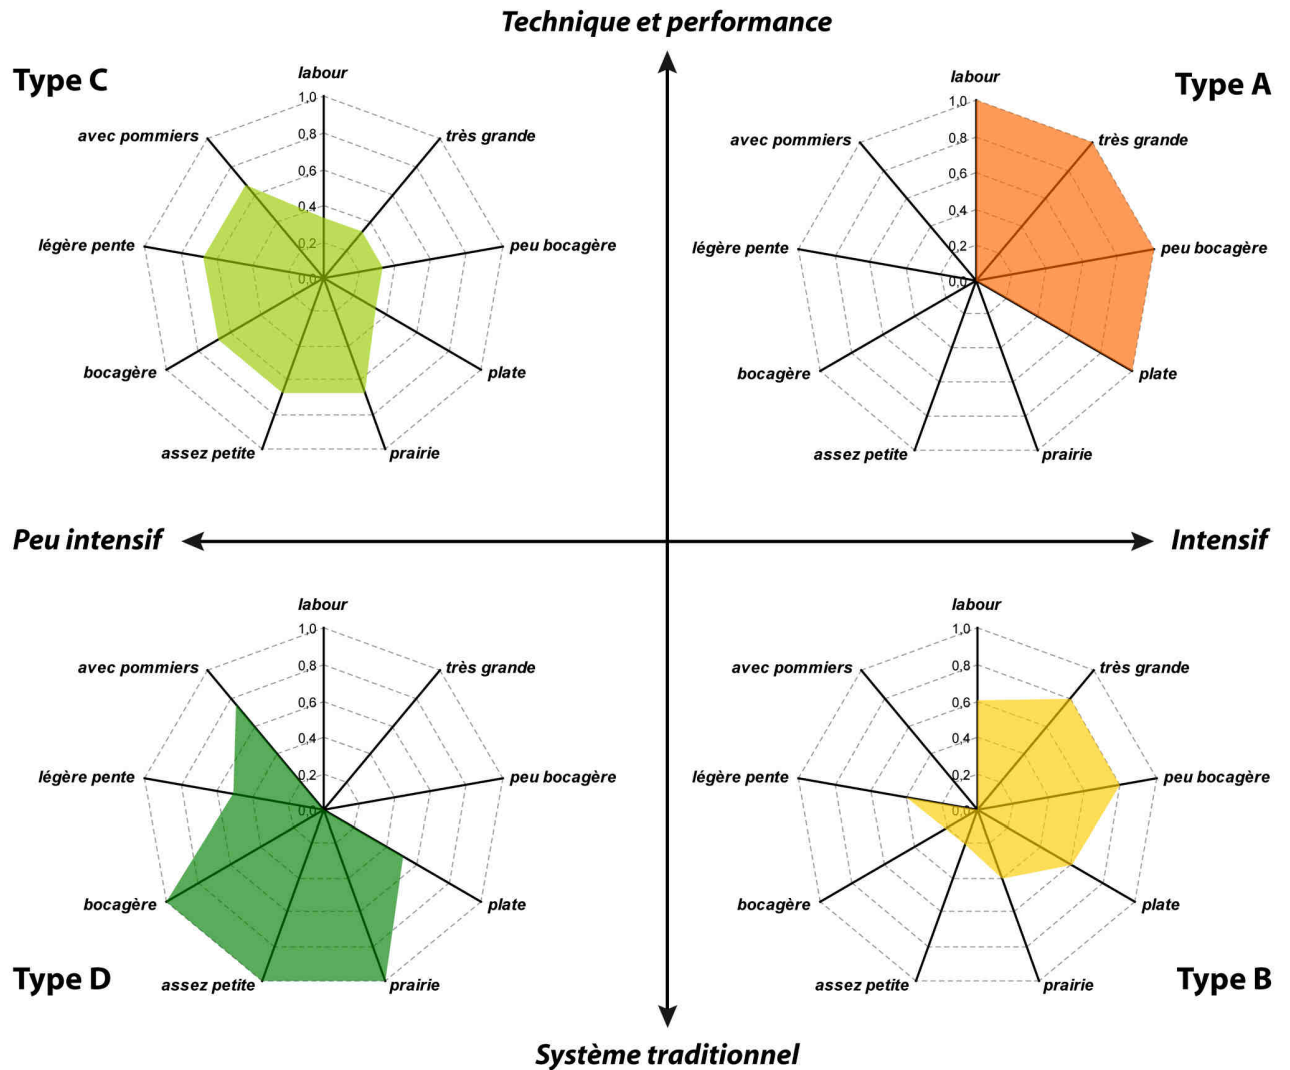 Technique et performance
Type C
labour
1,0
0,8
0,6
0,4
0,2
0,0
avec pommiers
très grande
légère pente
peu bocagère
bocagère
plate
assez petite
prairie
Type A
labour
1,0
0,8
0,6
0,4
0,2
0,0
avec pommiers
très grande
légère pente
peu bocagère
bocagère
plate
assez petite
prairie
Peu intensif
Intensif
labour
1,0
0,8
0,6
0,4
0,2
0,0
avec pommiers
très grande
légère pente
peu bocagère
bocagère
plate
assez petite
prairie
Type D
labour
1,0
0,8
0,6
0,4
0,2
0,0
avec pommiers
très grande
légère pente
peu bocagère
bocagère
plate
assez petite
prairie
Type B
Système traditionnel